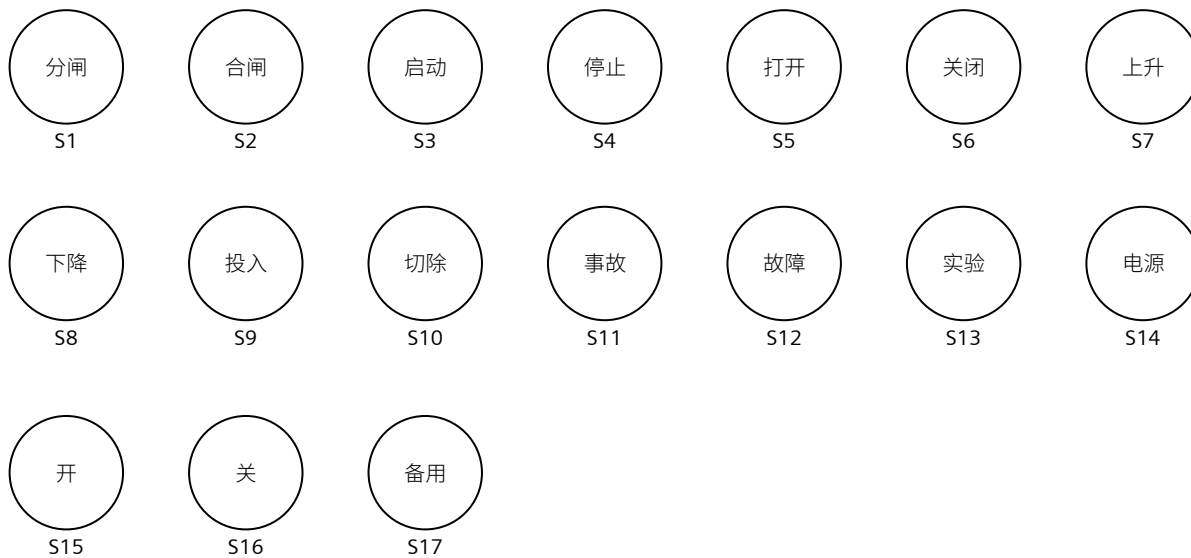 分闸 合闸 启动 停止 打开 关闭 上升
S1 S2 S3 S4 S5 S6 S7
下降 投入 切除 事故 故障 实验 电源
S8 S9 S10 S11 S12 S13 S14
开 关 备用
S15 S16 S17